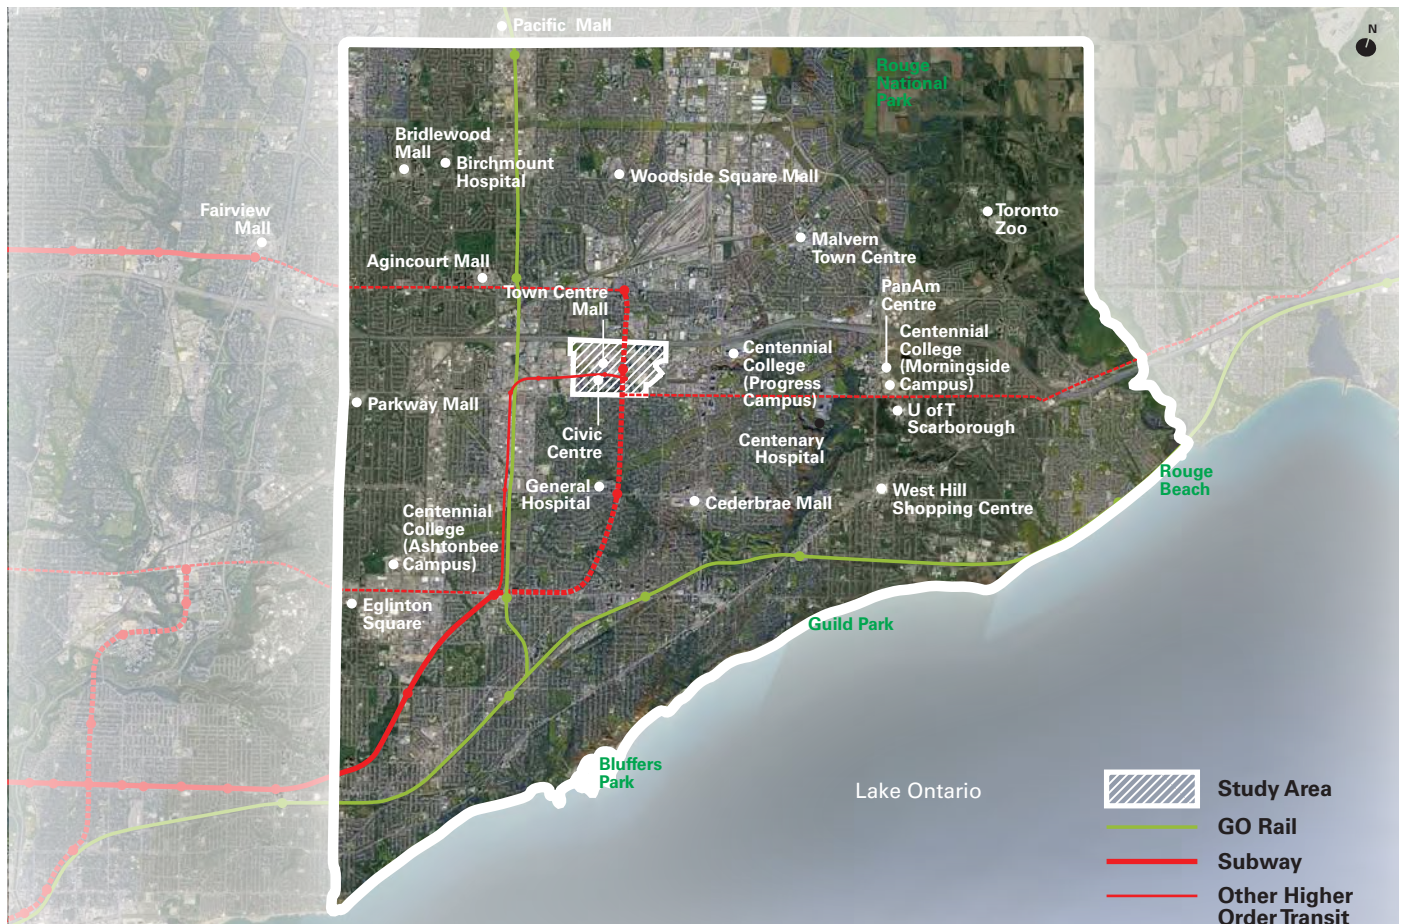 Pacific Mall
N
Rouge
National
Park
Bridlewood
Mall
Birchmount
Hospital
Woodside Square Mall
Fairview
Mall
Toronto
Zoo
Malvern
Town Centre
Agincourt Mall
Town Centre
Mall
PanAm
Centre
Centennial
College
(Morningside
Campus)
Centennial
College
(Progress
Campus)
Parkway Mall
U of T
Scarborough
Civic
Centre
Centenary
Hospital
Rouge
Beach
General
Hospital
Cederbrae Mall
West Hill
Shopping Centre
Centennial
College
(Ashtonbee
Campus)
Eglinton
Square
Guild Park
Bluffers
Park
Lake Ontario
Study Area
GO Rail
Subway
Other Higher
Order Transit